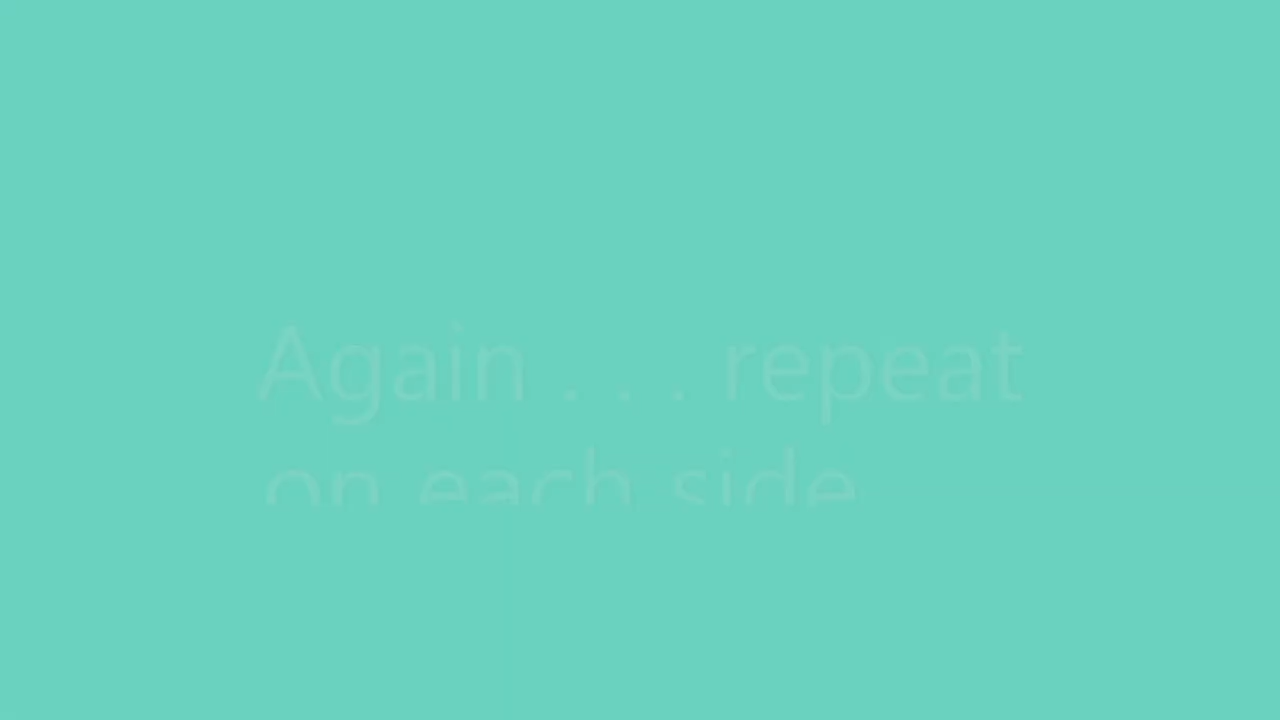 Again . . . repeat
on each side